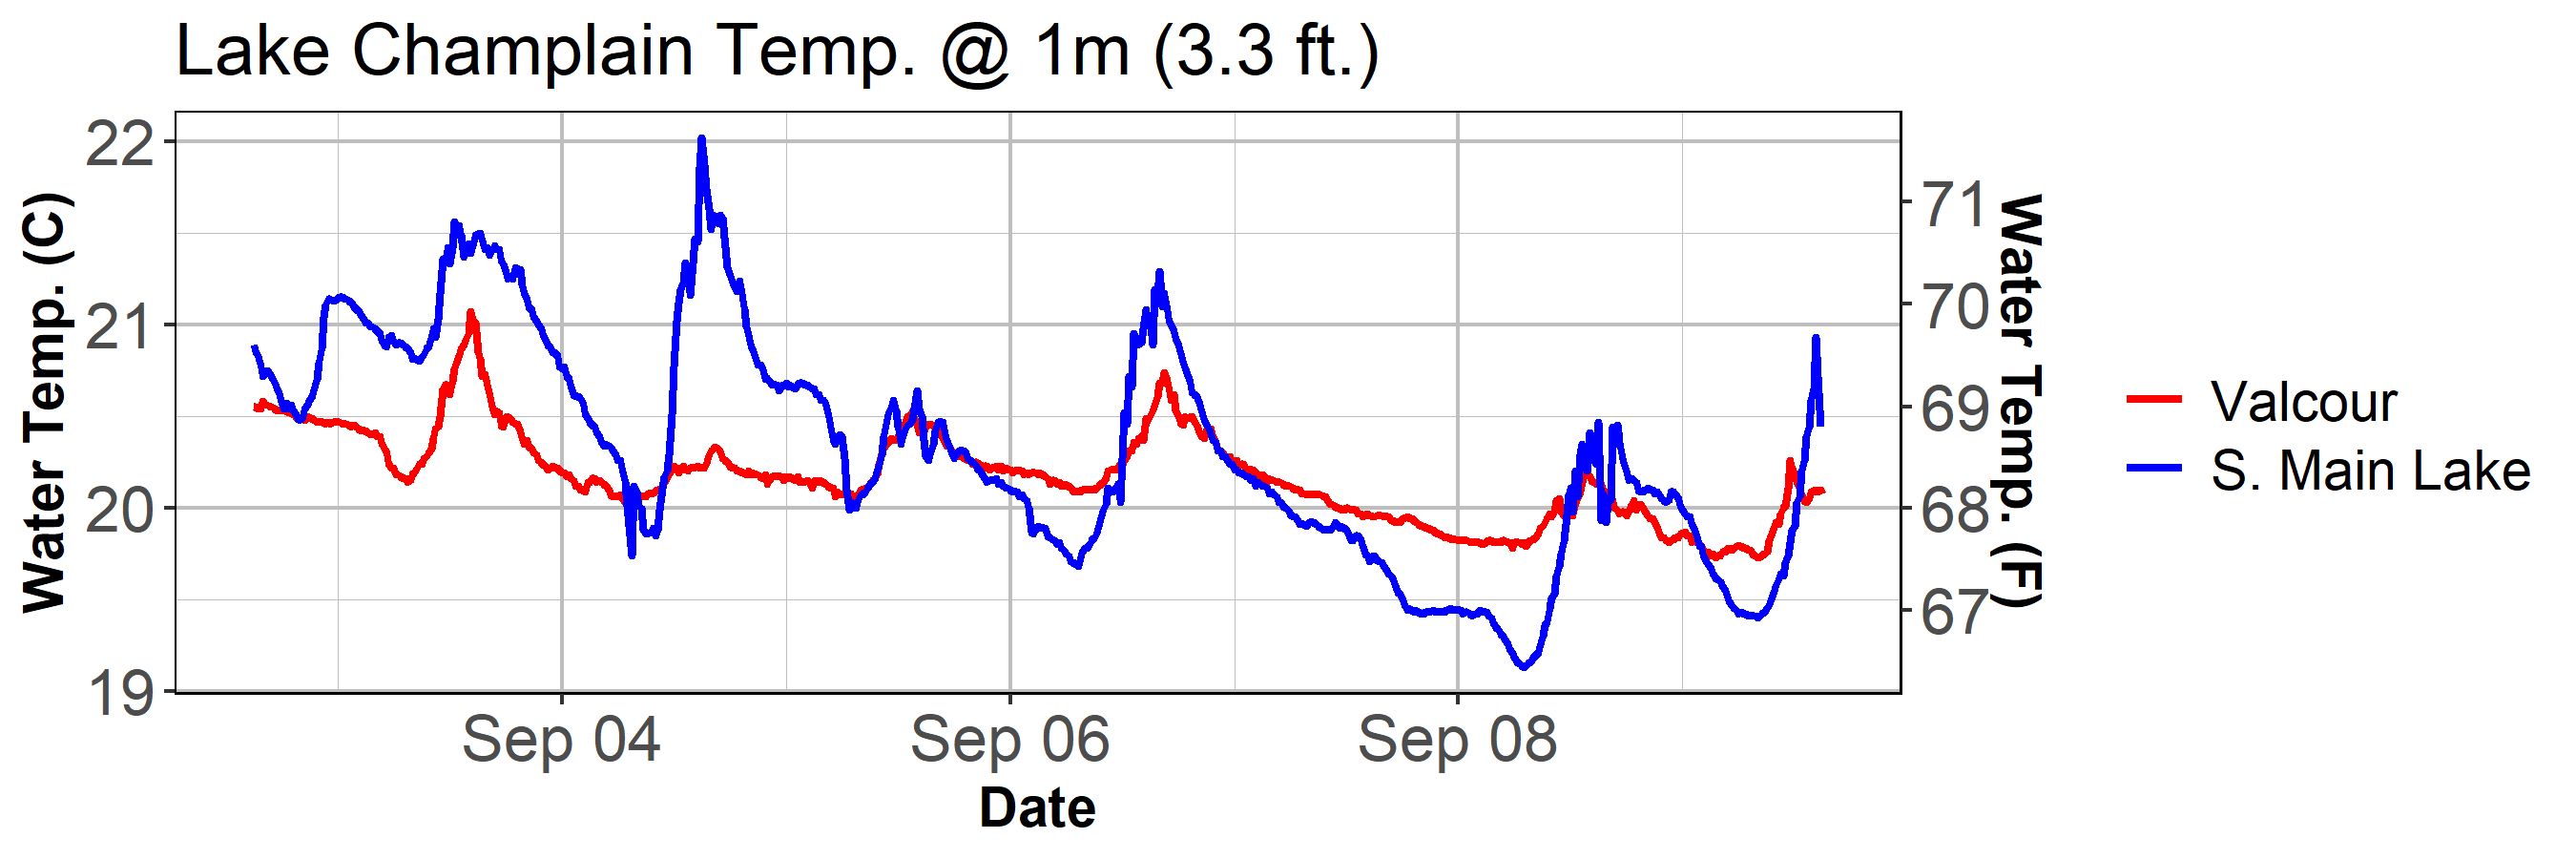 Lake Champlain Temp. @ 1m (3.3 ft.)
Water Temp. (C)
22
21
20
19
71
70
69
68
67
Water Temp. (F)
Sep 04
Sep 06
Sep 08
Date
Valcour
S. Main Lake